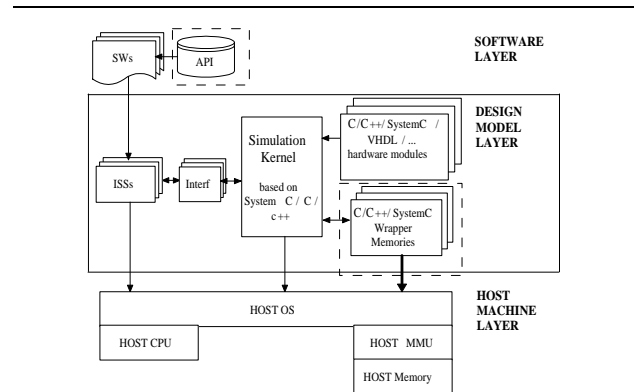 SOFTWARE
LAYER
SWs
API
DESIGN
MODEL
LAYER
C/C++/SystemC /
VHDL / ...
hardware modules
Simulation
Kernel
based on
System C / C /
c++
ISSs
Interf
C/C++/SystemC
Wrapper
Memories
HOST
MACHINE
LAYER
HOST OS
HOST CPU
HOST MMU
HOST Memory